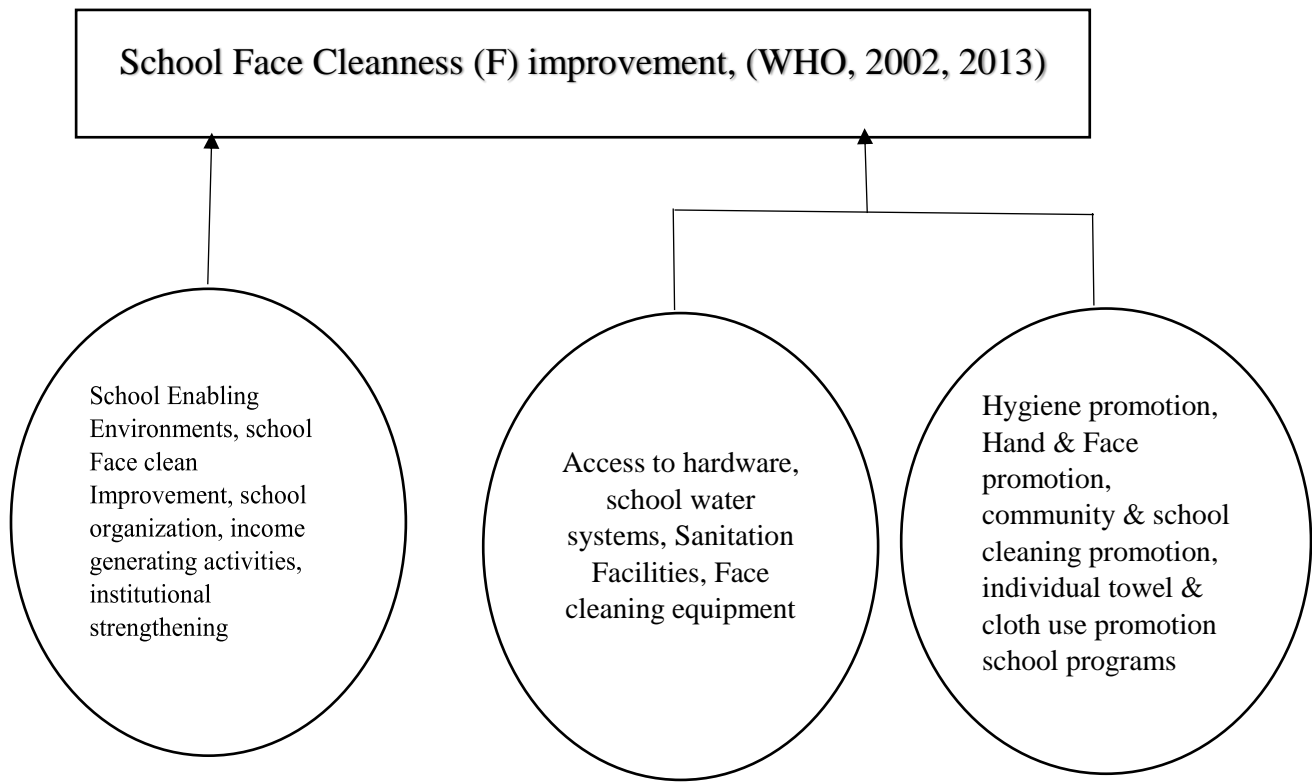 School Face Cleanness (F) improvement, (WHO, 2002, 2013)
School Enabling
Environments, school
Face clean
Improvement, school
organization, income
generating activities,
institutional
strengthening
Access to hardware,
school water
systems, Sanitation
Facilities, Face
cleaning equipment
Hygiene promotion,
Hand & Face
promotion,
community & school
cleaning promotion,
individual towel &
cloth use promotion
school programs